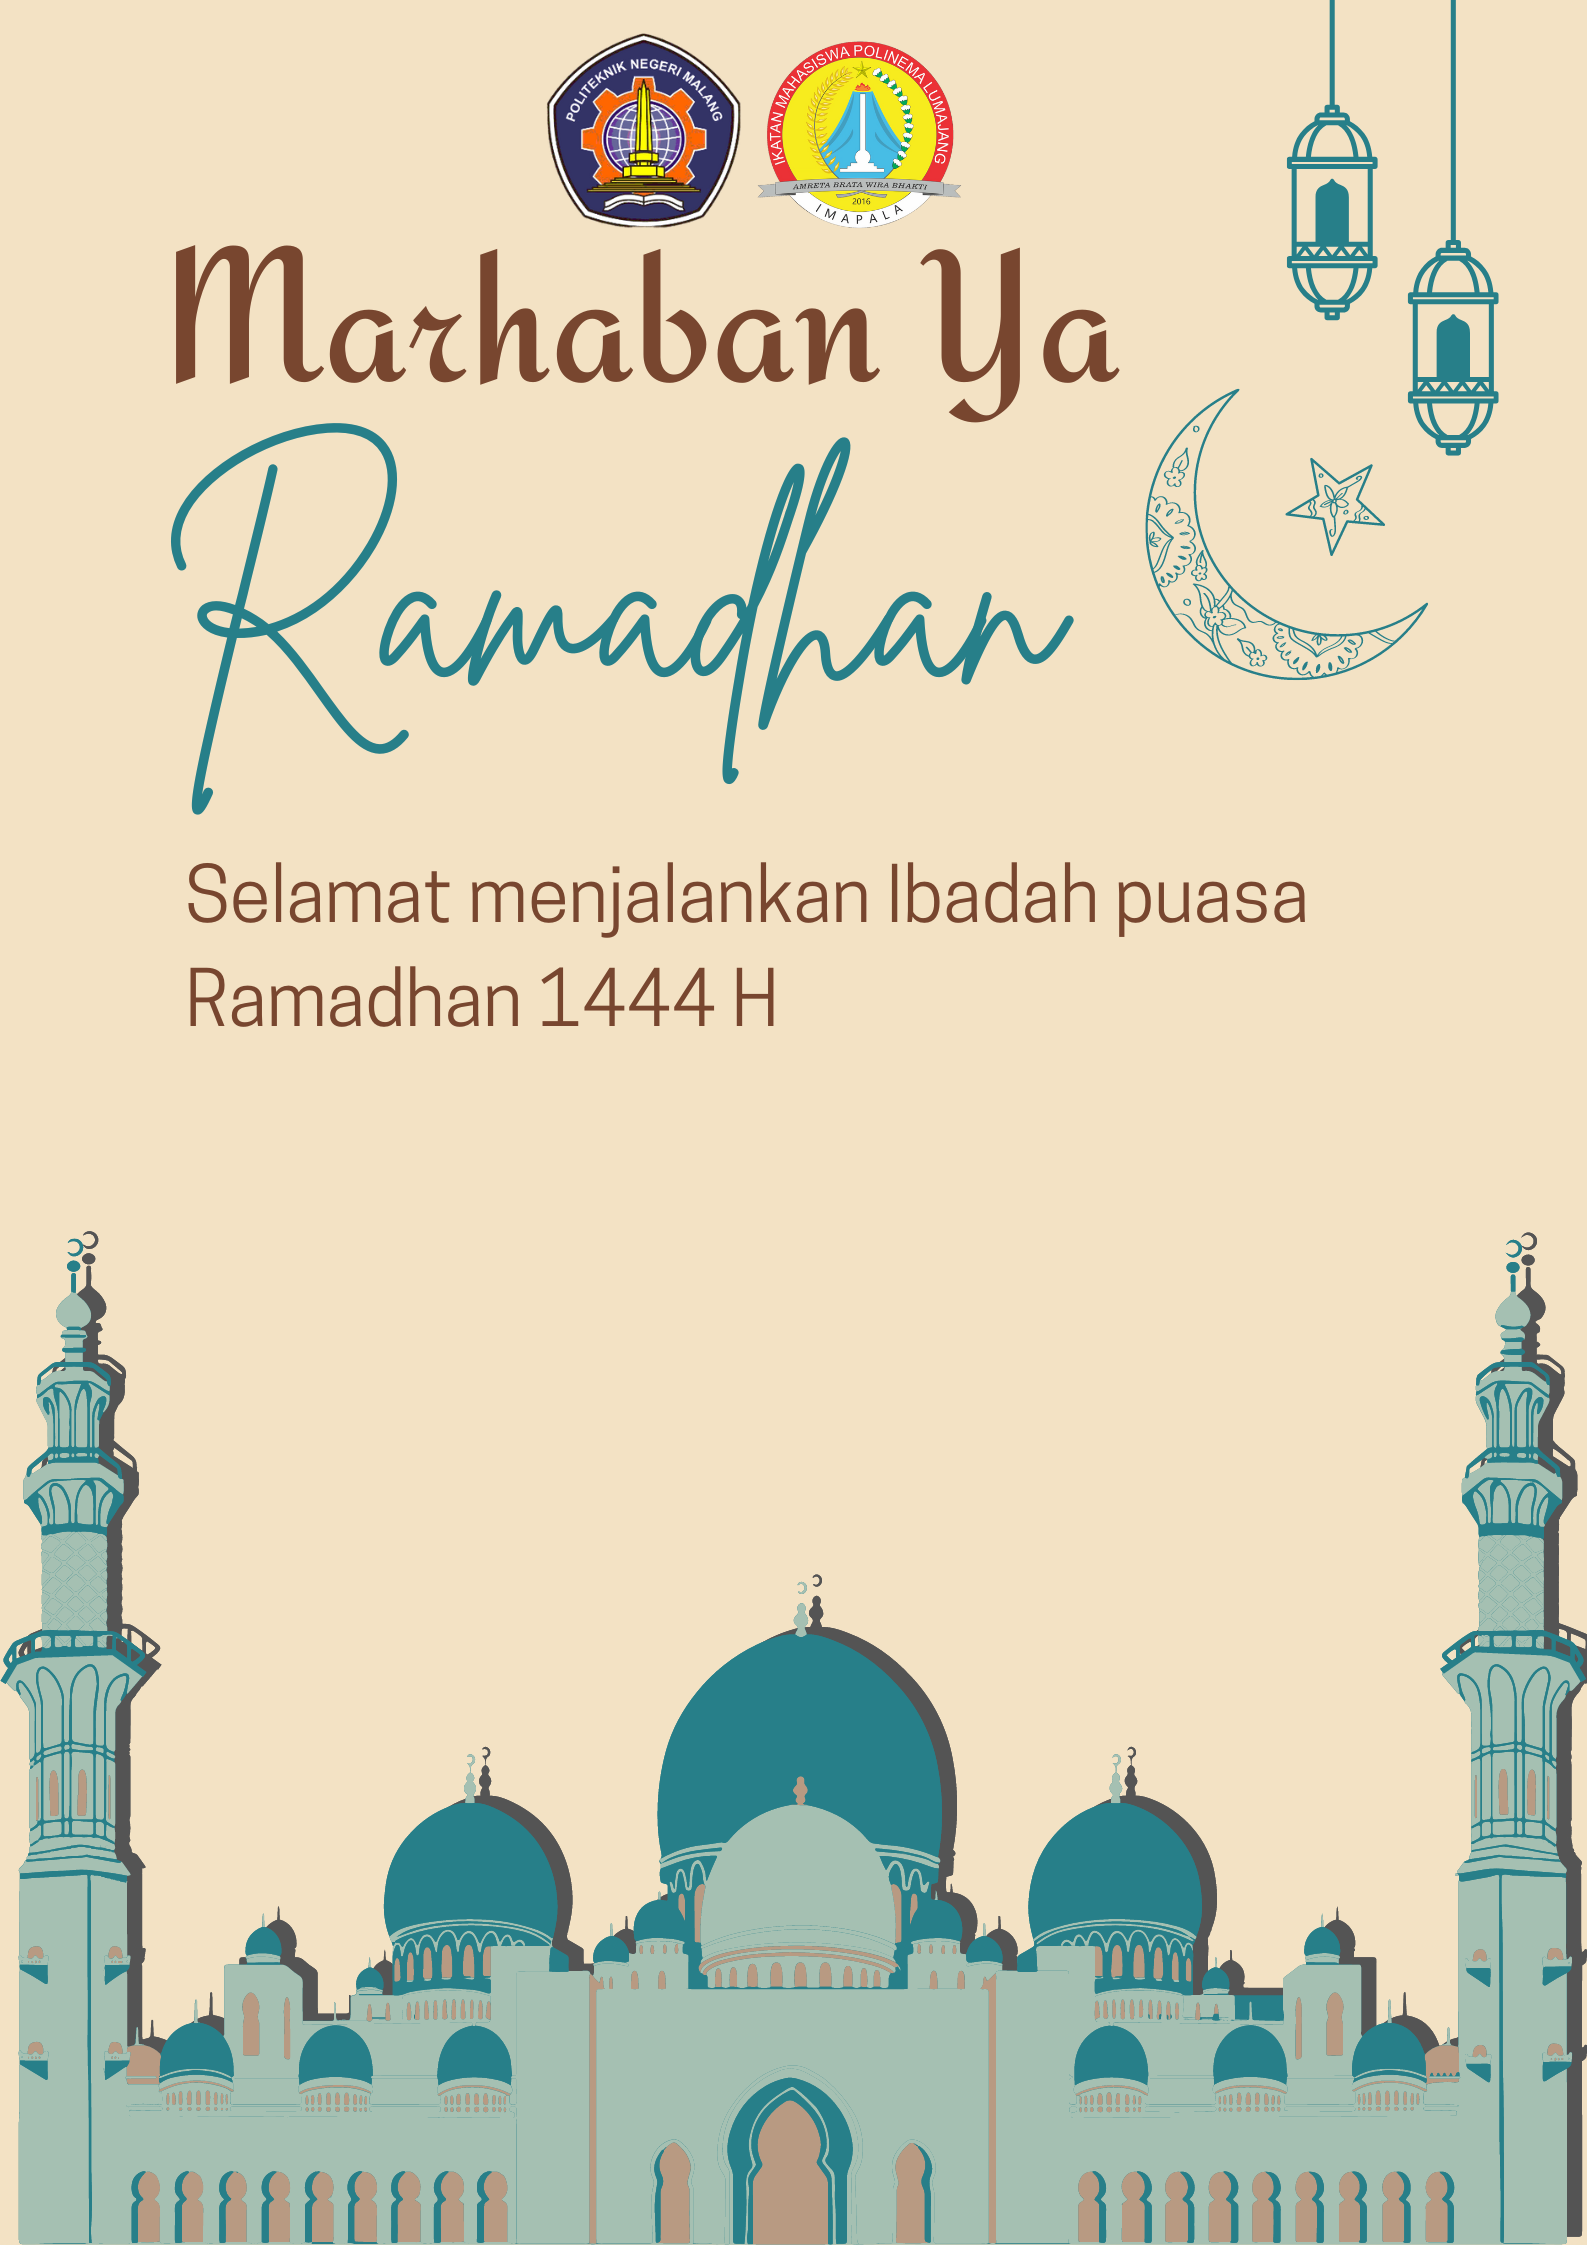 POLITEKNIK NEGERI MALANG
IKATAN MAHASISWA POLINEMA LUMAJANG
AMRETA BRATA WIRA BHAKTI
2016
IMAPALA
Marhaban Ya
Ramadhan
Selamat menjalankan Ibadah puasa
Ramadhan 1444 H